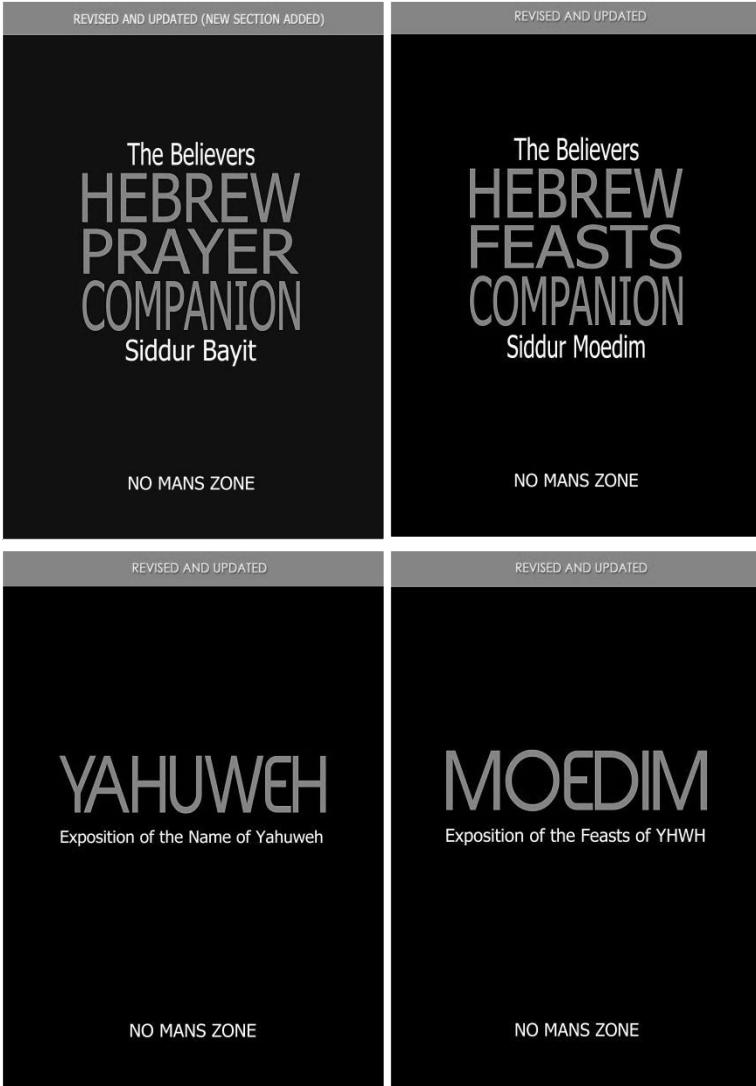 REVISED AND UPDATED (NEW SECTION ADDED)
The Believers
HEBREW
PRAYER
COMPANION
Siddur Bayit
NO MANS ZONE
REVISED AND UPDATED
The Believers
HEBREW
FEASTS
COMPANION
Siddur Moedim
NO MANS ZONE
REVISED AND UPDATED
YAHUWEH
Exposition of the Name of Yahuweh
NO MANS ZONE
REVISED AND UPDATED
MOEDIM
Exposition of the Feasts of YHWH
NO MANS ZONE